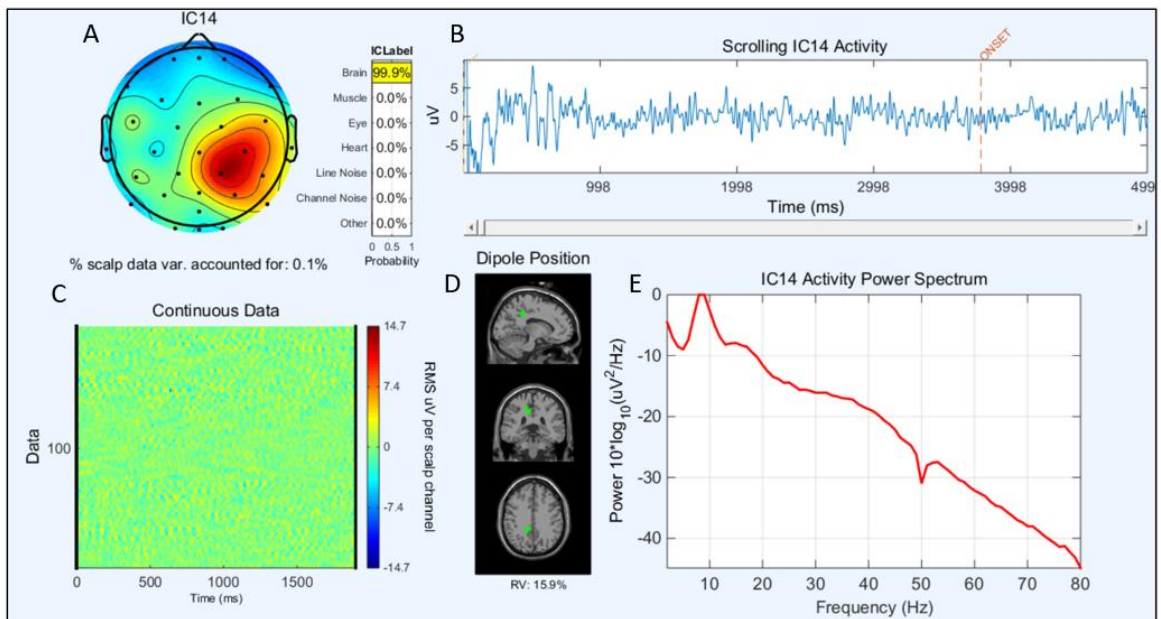 A
IC14
ICLabel
Brain 99.9%
Muscle 0.0%
Eye 0.0%
Heart 0.0%
Line Noise 0.0%
Channel Noise 0.0%
Other 0.0%
0 0.5 1
Probability
% scalp data var. accounted for: 0.1%
B
Scrolling IC14 Activity
ONSET
uV
5
0
-5
998 1998 2998 3998 499
Time (ms)
C
Continuous Data
Data
100
0 500 1000 1500
Time (ms)
14.7
7.4
0
-7.4
-14.7
RMS uV per scalp channel
D
Dipole Position
RV: 15.9%
E
IC14 Activity Power Spectrum
Power 10*log10(uV2/Hz)
0
-10
-20
-30
-40
10 20 30 40 50 60 70 80
Frequency (Hz)